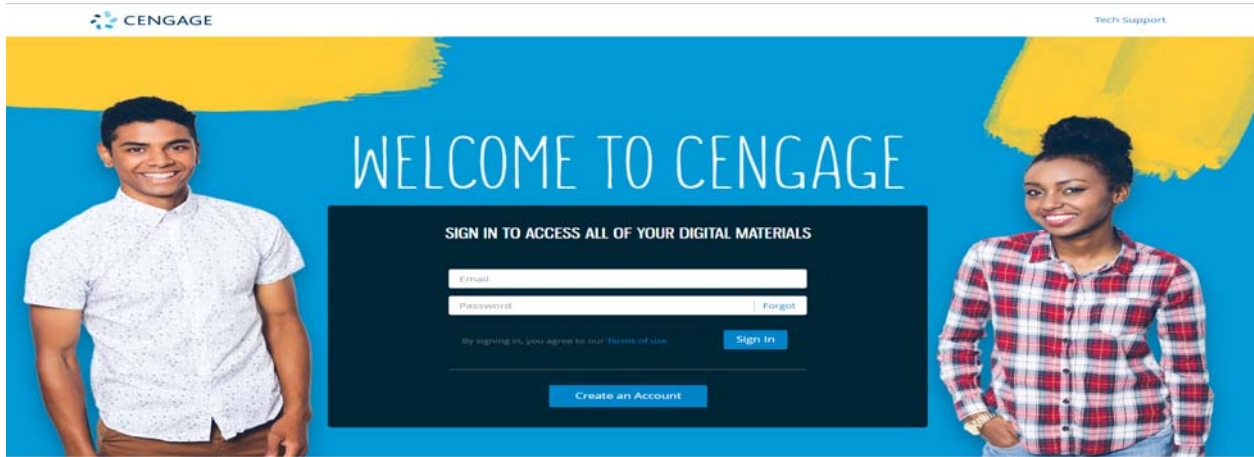 CENGAGE
Tech Support
WELCOME TO CENGAGE
SIGN IN TO ACCESS ALL OF YOUR DIGITAL MATERIALS
Email
Password
Forgot
By signing in, you agree to our Terms of use
Sign In
Create an Account